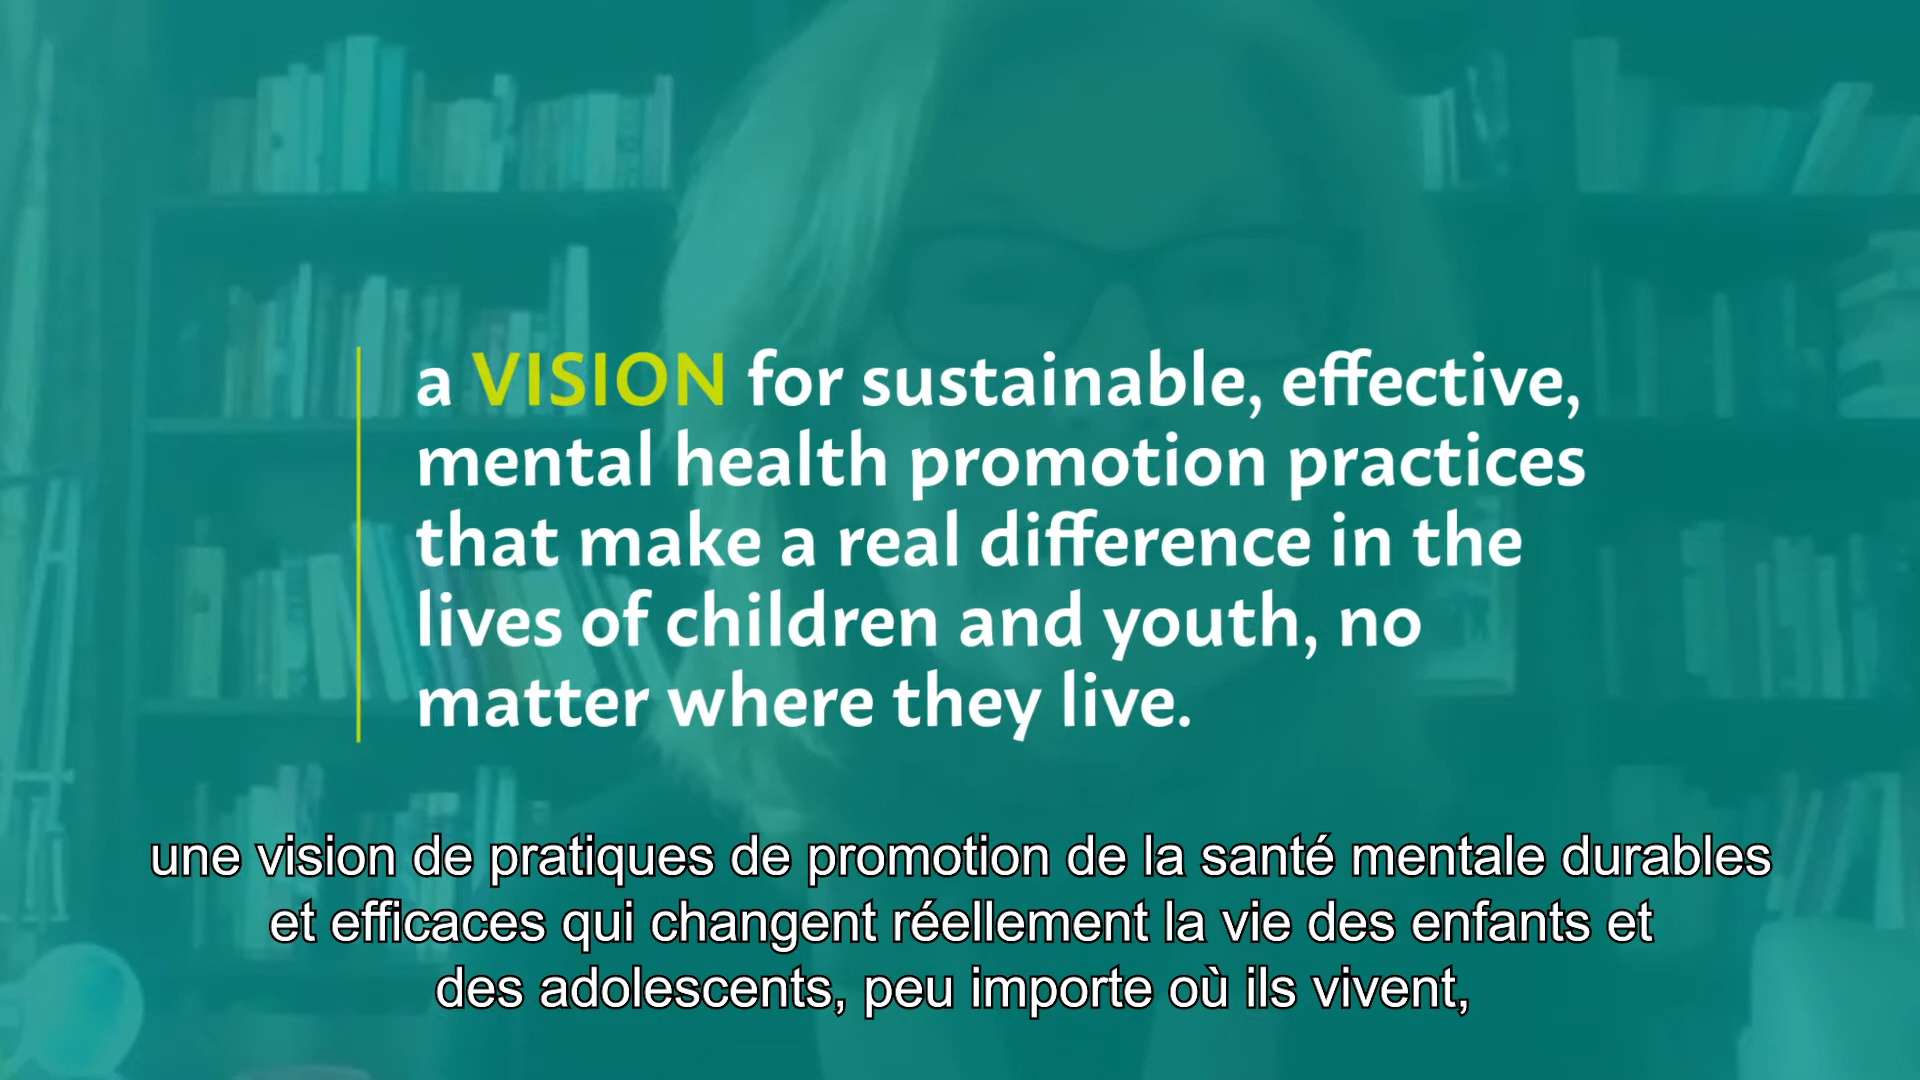 a VISION for sustainable, effective,
mental health promotion practices
that make a real difference in the
lives of children and youth, no
matter where they live.
une vision de pratiques de promotion de la santé mentale durables
et efficaces qui changent réellement la vie des enfants et
des adolescents, peu importe où ils vivent,